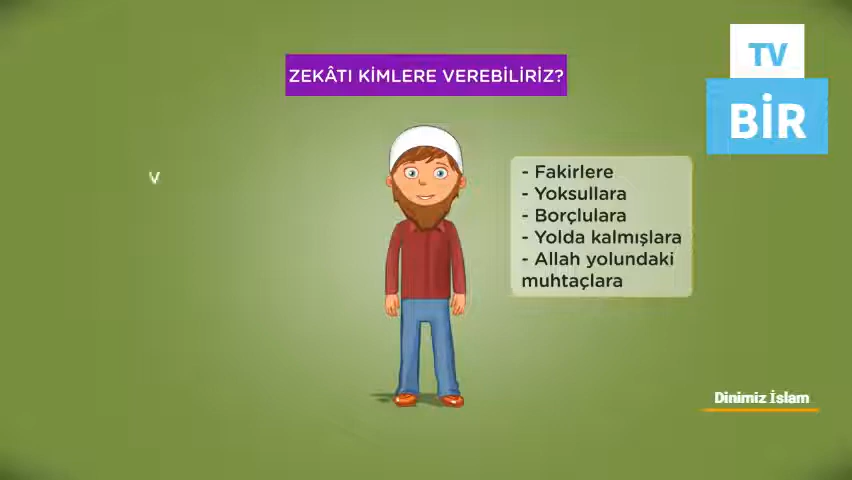 TV
BİR
ZEKÂTI KİMLERE VEREBİLİRİZ?
V
- Fakirlere
- Yoksullara
- Borçlulara
- Yolda kalmışlara
- Allah yolundaki
muhtaçlara
Dinimiz İslam